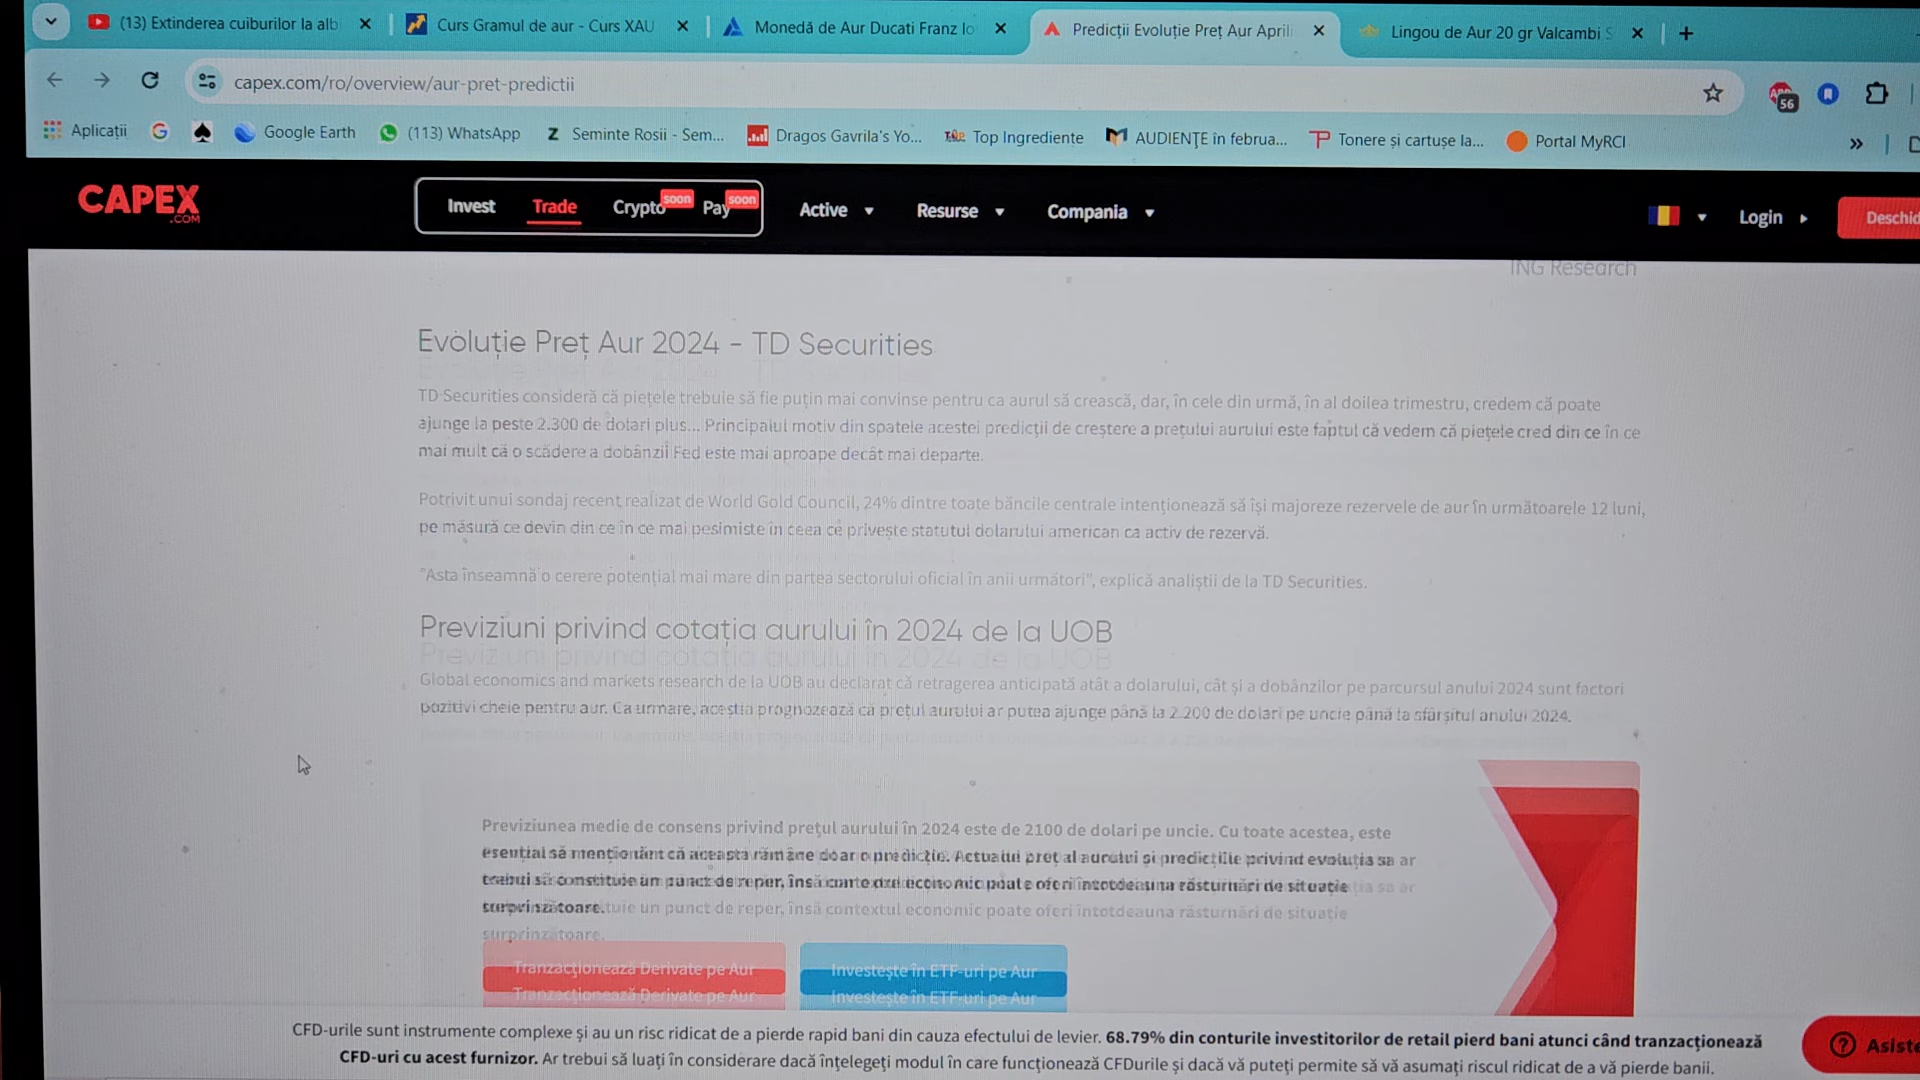 (13) Extinderea cuiburilor la alb
Curs Gramul de aur - Curs XAU
Monedă de Aur Ducati Franz Io
Predicții Evoluție Preț Aur April
Lingou de Aur 20 gr Valcambi S
capex.com/ro/overview/aur-pret-predictii
56
Aplicații
Google Earth
(113) WhatsApp
Z Seminte Rosii - Sem...
Dragos Gavrila's Yo...
Top Ingrediente
AUDIENŢE în februa...
Tonere și cartușe la...
Portal MyRCI
CAPEX
.COM
Invest
Trade
Crypto soon
Pay soon
Active
Resurse
Compania
Login
Deschid
ING Research
Evoluție Preț Aur 2024 - TD Securities
TD Securities consideră că piețele trebuie să fie puțin mai convinse pentru ca aurul să crească, dar, în cele din urmă, în al doilea trimestru, credem că poate
ajunge la peste 2.300 de dolari plus... Principalul motiv din spatele acestei predicții de creștere a prețului aurului este faptul că vedem că piețele cred din ce în ce
mai mult că o scădere a dobânzii Fed este mai aproape decât mai departe.
Potrivit unui sondaj recent realizat de World Gold Council, 24% dintre toate băncile centrale intenționează să își majoreze rezervele de aur în următoarele 12 luni,
pe măsură ce devin din ce în ce mai pesimiste în ceea ce privește statutul dolarului american ca activ de rezervă.
"Asta înseamnă o cerere potențial mai mare din partea sectorului oficial în anii următori", explică analiștii de la TD Securities.
Previziuni privind cotația aurului în 2024 de la UOB
Global economics and markets research de la UOB au declarat că retragerea anticipată atât a dolarului, cât și a dobânzilor pe parcursul anului 2024 sunt factori
pozitivi cheie pentru aur. Ca urmare, aceștia prognozează că prețul aurului ar putea ajunge până la 2.200 de dolari pe uncie până la sfârșitul anului 2024.
Previziunea medie de consens privind prețul aurului în 2024 este de 2100 de dolari pe uncie. Cu toate acestea, este
esențial să menționăm că aceasta rămâne doar o predicție. Actualul preț al aurului și predicțiile privind evoluția sa ar
trebui să constituie un punct de reper, însă contextul economic poate oferi întotdeauna răsturnări de situație
surprinzătoare.
Tranzacționează Derivate pe Aur
Investește în ETF-uri pe Aur
CFD-urile sunt instrumente complexe și au un risc ridicat de a pierde rapid bani din cauza efectului de levier. 68.79% din conturile investitorilor de retail pierd bani atunci când tranzacționează
CFD-uri cu acest furnizor. Ar trebui să luați în considerare dacă înțelegeți modul în care funcționează CFDurile și dacă vă puteți permite să vă asumați riscul ridicat de a vă pierde banii.
Asiste